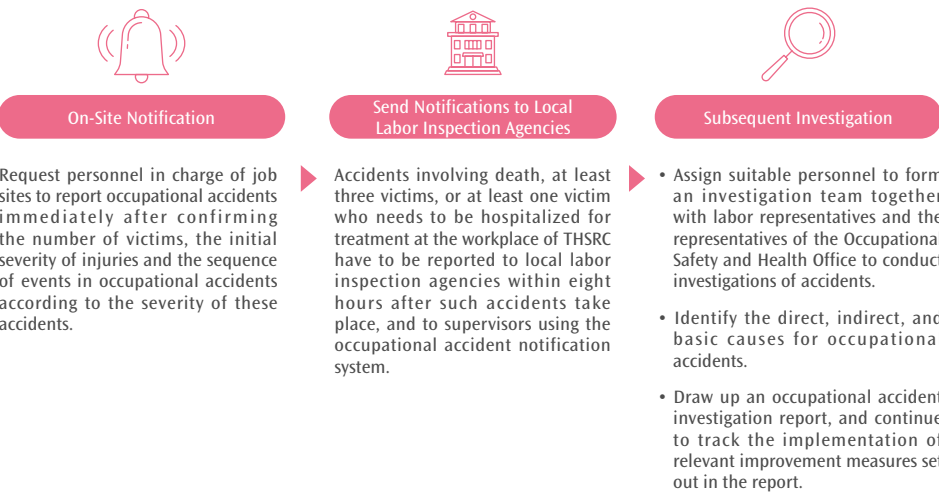 On-Site Notification
Request personnel in charge of job
sites to report occupational accidents
immediately after confirming
the number of victims, the initial
severity of injuries and the sequence
of events in occupational accidents
according to the severity of these
accidents.
Send Notifications to Local
Labor Inspection Agencies
Accidents involving death, at least
three victims, or at least one victim
who needs to be hospitalized for
treatment at the workplace of THSRC
have to be reported to local labor
inspection agencies within eight
hours after such accidents take
place, and to supervisors using the
occupational accident notification
system.
Subsequent Investigation
• Assign suitable personnel to form
an investigation team together
with labor representatives and the
representatives of the Occupational
Safety and Health Office to conduct
investigations of accidents.
• Identify the direct, indirect, and
basic causes for occupational
accidents.
• Draw up an occupational accident
investigation report, and continue
to track the implementation of
relevant improvement measures set
out in the report.